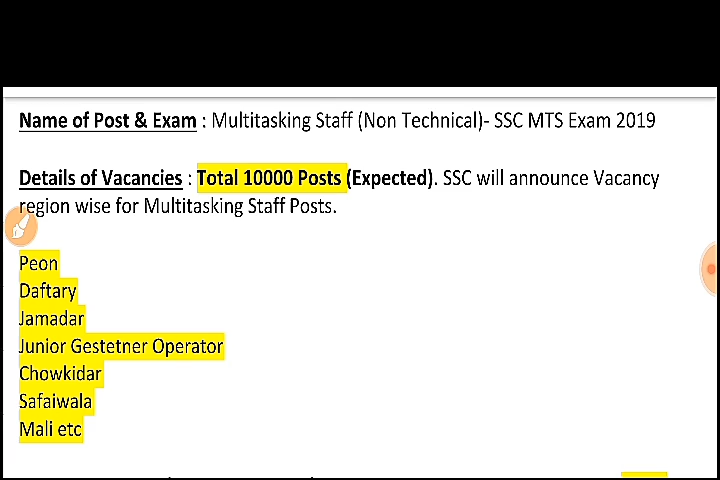 Name of Post & Exam : Multitasking Staff (Non Technical)- SSC MTS Exam 2019
Details of Vacancies : Total 10000 Posts (Expected). SSC will announce Vacancy
region wise for Multitasking Staff Posts.
Peon
Daftary
Jamadar
Junior Gestetner Operator
Chowkidar
Safaiwala
Mali etc